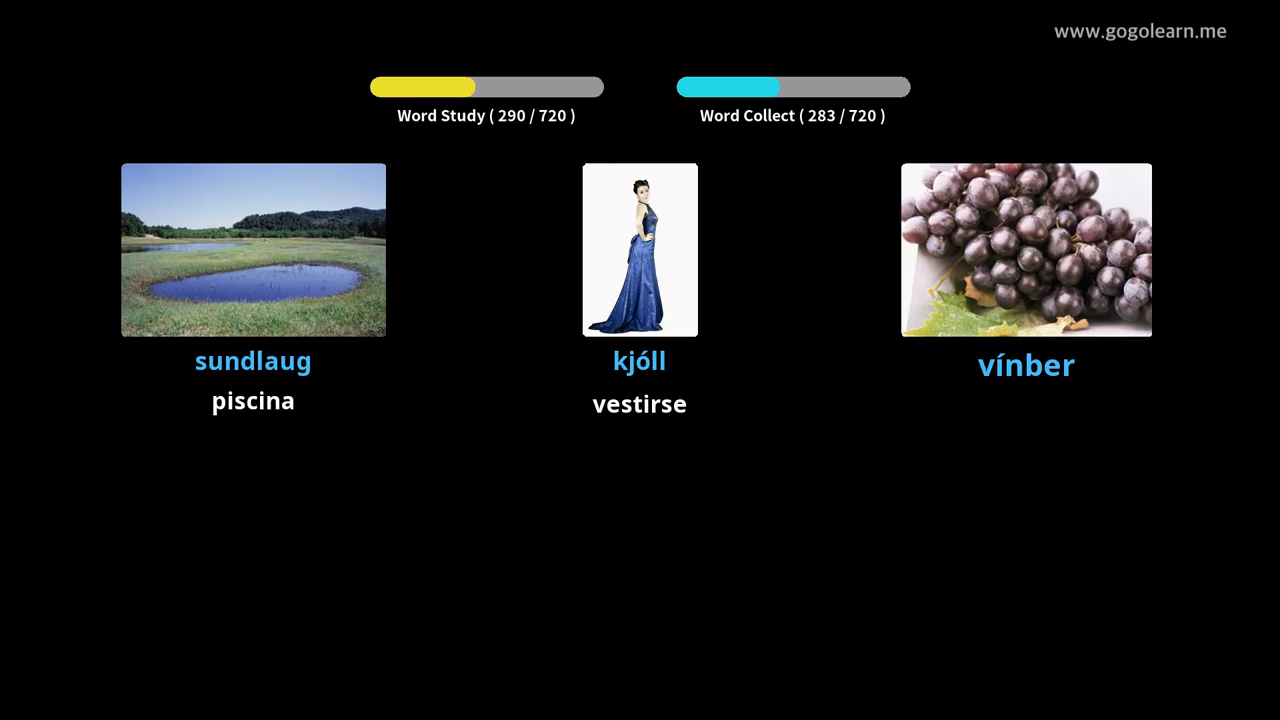 www.gogolearn.me
Word Study ( 290 / 720 )
Word Collect ( 283 / 720 )
sundlaug
piscina
kjóll
vestirse
vínber